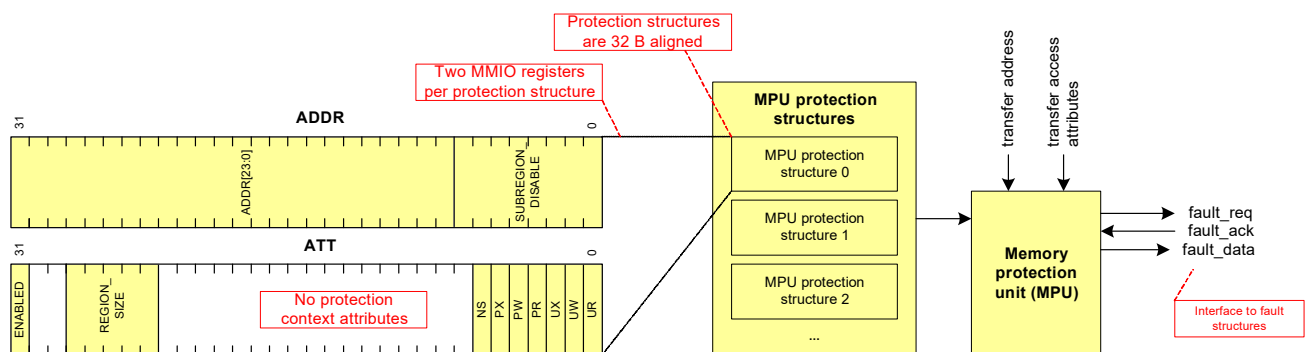 Protection structures
are 32 B aligned
Two MMIO registers
per protection structure
31
ADDR
0
ADDR[23:0]
SUBREGION_
DISABLE
31
ATT
0
ENABLED
REGION_
SIZE
No protection
context attributes
NS
PX
PW
PR
UX
UW
UR
MPU protection
structures
MPU protection
structure 0
MPU protection
structure 1
MPU protection
structure 2
...
transfer address
transfer access
attributes
Memory
protection
unit (MPU)
fault_req
fault_ack
fault_data
Interface to fault
structures